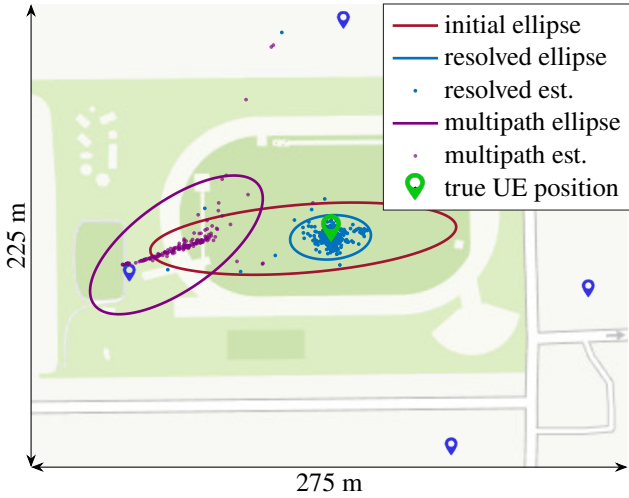 initial ellipse
resolved ellipse
resolved est.
multipath ellipse
multipath est.
true UE position
225 m
275 m